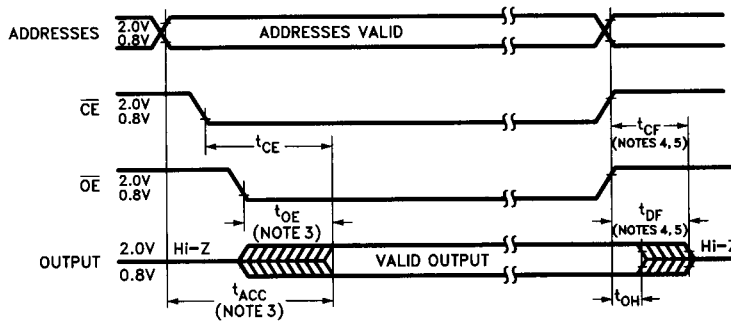 ADDRESSES 2.0V 0.8V ADDRESSES VALID
CE 2.0V 0.8V
tCE
tCF
(NOTES 4, 5)
OE 2.0V 0.8V
tOE
(NOTE 3)
tDF
(NOTES 4, 5)
OUTPUT 2.0V 0.8V Hi-Z VALID OUTPUT Hi-Z
tOH
tACC
(NOTE 3)